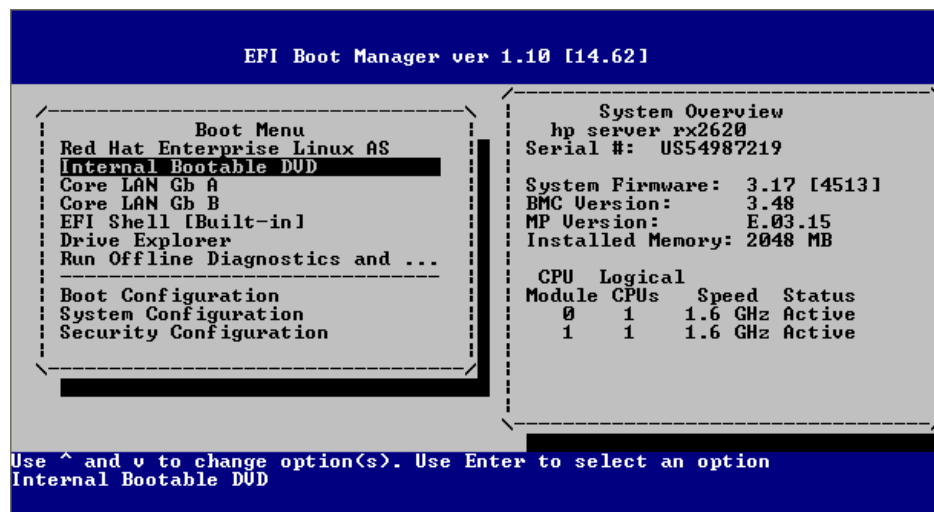 EFI Boot Manager ver 1.10 [14.62]
Boot Menu
Red Hat Enterprise Linux AS
Internal Bootable DVD
Core LAN Gb A
Core LAN Gb B
EFI Shell [Built-in]
Drive Explorer
Run Offline Diagnostics and ...
Boot Configuration
System Configuration
Security Configuration
System Overview
hp server rx2620
Serial #: US54987219
System Firmware: 3.17 [4513]
BMC Version: 3.48
MP Version: E.03.15
Installed Memory: 2048 MB
CPU Logical
Module CPUs Speed Status
0 1 1.6 GHz Active
1 1 1.6 GHz Active
Use ^ and v to change option(s). Use Enter to select an option
Internal Bootable DVD